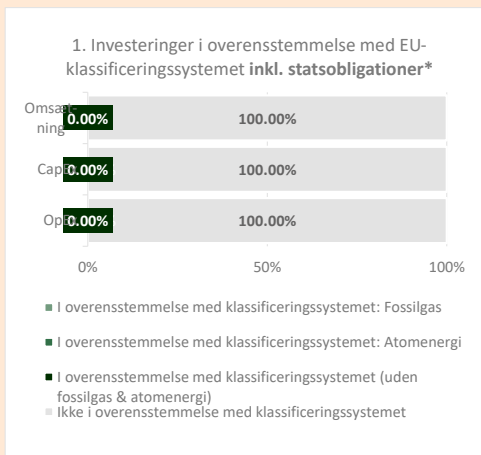 1. Investeringer i overensstemmelse med EU-
klassificeringssystemet inkl. statsobligationer*
Omsæt-
ning
0.00%
100.00%
CapEx
0.00%
100.00%
OpEx
0.00%
100.00%
0%
50%
100%
I overensstemmelse med klassificeringssystemet: Fossilgas
I overensstemmelse med klassificeringssystemet: Atomenergi
I overensstemmelse med klassificeringssystemet (uden
fossilgas & atomenergi)
Ikke i overensstemmelse med klassificeringssystemet